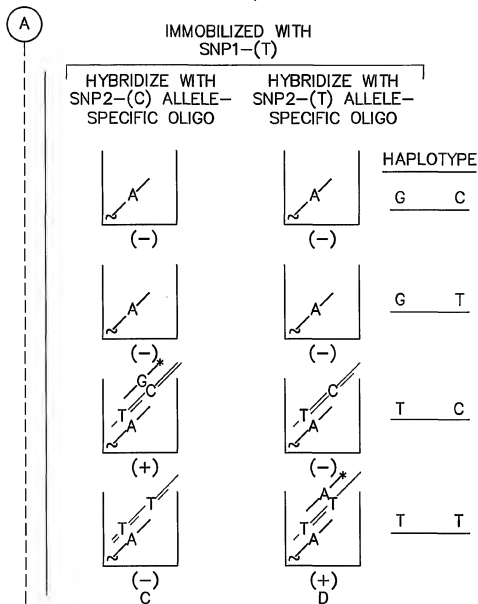 A
IMMOBILIZED WITH
SNP1-(T)
HYBRIDIZE WITH
SNP2-(C) ALLELE-
SPECIFIC OLIGO
HYBRIDIZE WITH
SNP2-(T) ALLELE-
SPECIFIC OLIGO
HAPLOTYPE
A
(-)
A
(-)
G C
A
(-)
A
(-)
G T
G*
C
T
A
(+)
C
T
A
(-)
T C
T
T
A
(-)
C
A*
T
T
A
(+)
D
T T